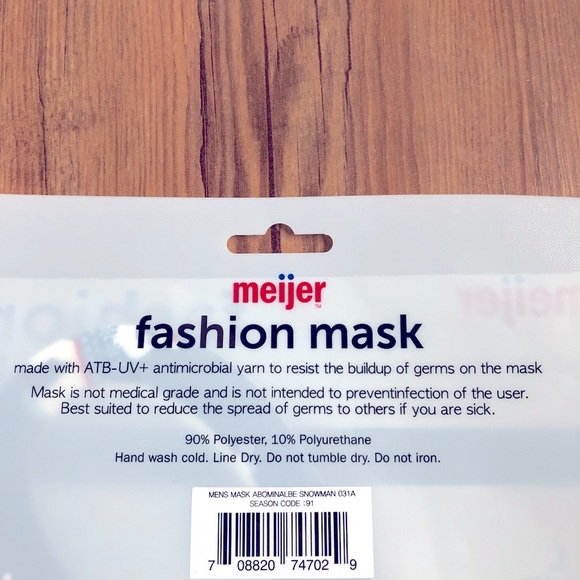 meijer
fashion mask
made with ATB-UV+ antimicrobial yarn to resist the buildup of germs on the mask
Mask is not medical grade and is not intended to preventinfection of the user.
Best suited to reduce the spread of germs to others if you are sick.
90% Polyester, 10% Polyurethane
Hand wash cold. Line Dry. Do not tumble dry. Do not iron.
MENS MASK ABOMINALBE SNOWMAN 031A
SEASON CODE :91
7 08820 74702 9